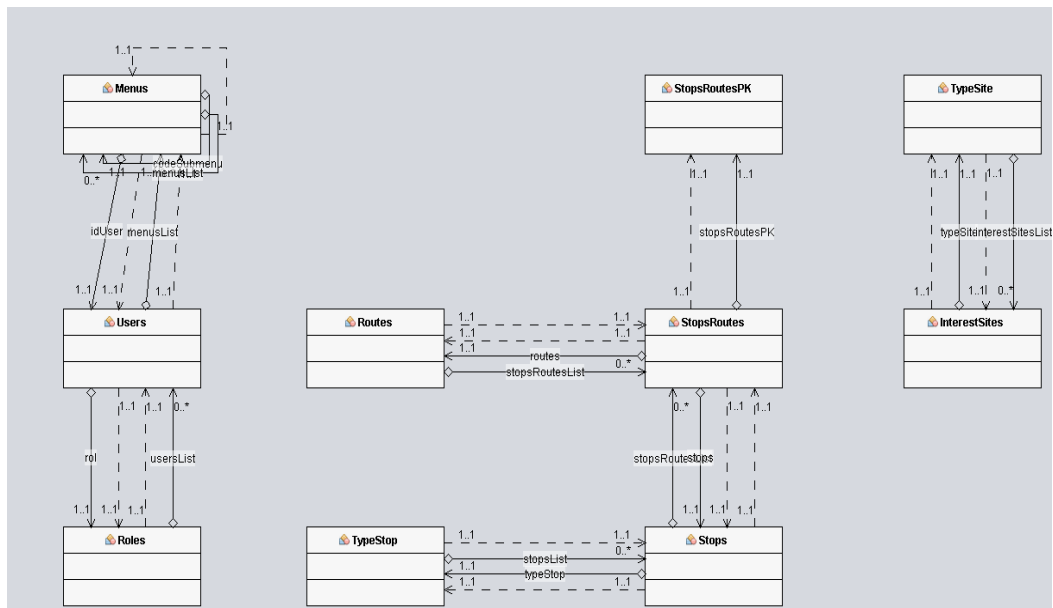 1..1
Menus
StopsRoutesPK
TypeSite
1..1
codeSubmenu
0..*
1..1
menusList
1..1
1..1
1..1
1..1
1..1
idUser
menusList
stopsRoutesPK
interestSitesList
1..1
1..1
1..1
1..1
1..1
1..1
0..*
Users
Routes
1..1
1..1
StopsRoutes
InterestSites
1..1
1..1
1..1
routes
0..*
stopsRoutesList
1..1
1..1
0..*
0..*
1..1
1..1
rol
usersList
stops
1..1
1..1
1..1
1..1
1..1
1..1
Roles
TypeStop
1..1
1..1
Stops
0..*
stopsList
1..1
typeStop
1..1
1..1